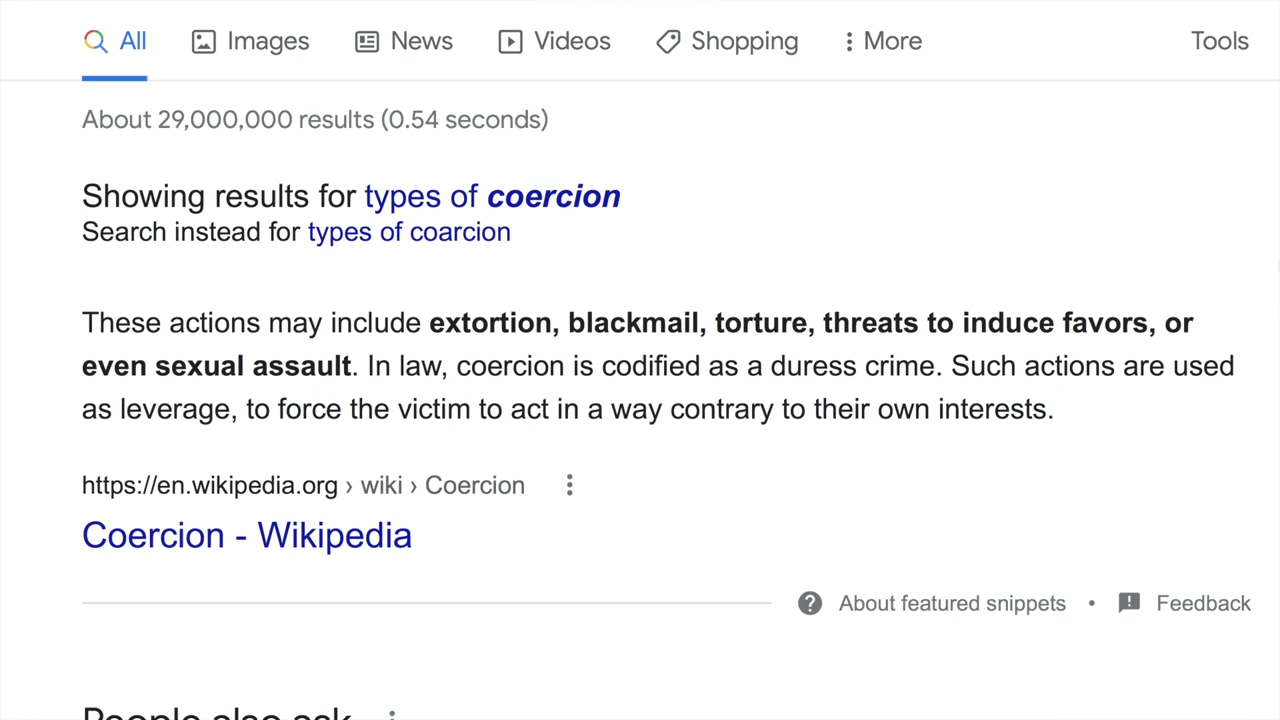 All Images News Videos Shopping More Tools
About 29,000,000 results (0.54 seconds)
Showing results for types of coercion
Search instead for types of coarcion
These actions may include extortion, blackmail, torture, threats to induce favors, or
even sexual assault. In law, coercion is codified as a duress crime. Such actions are used
as leverage, to force the victim to act in a way contrary to their own interests.
https://en.wikipedia.org › wiki › Coercion
Coercion - Wikipedia
About featured snippets • Feedback
People also ask